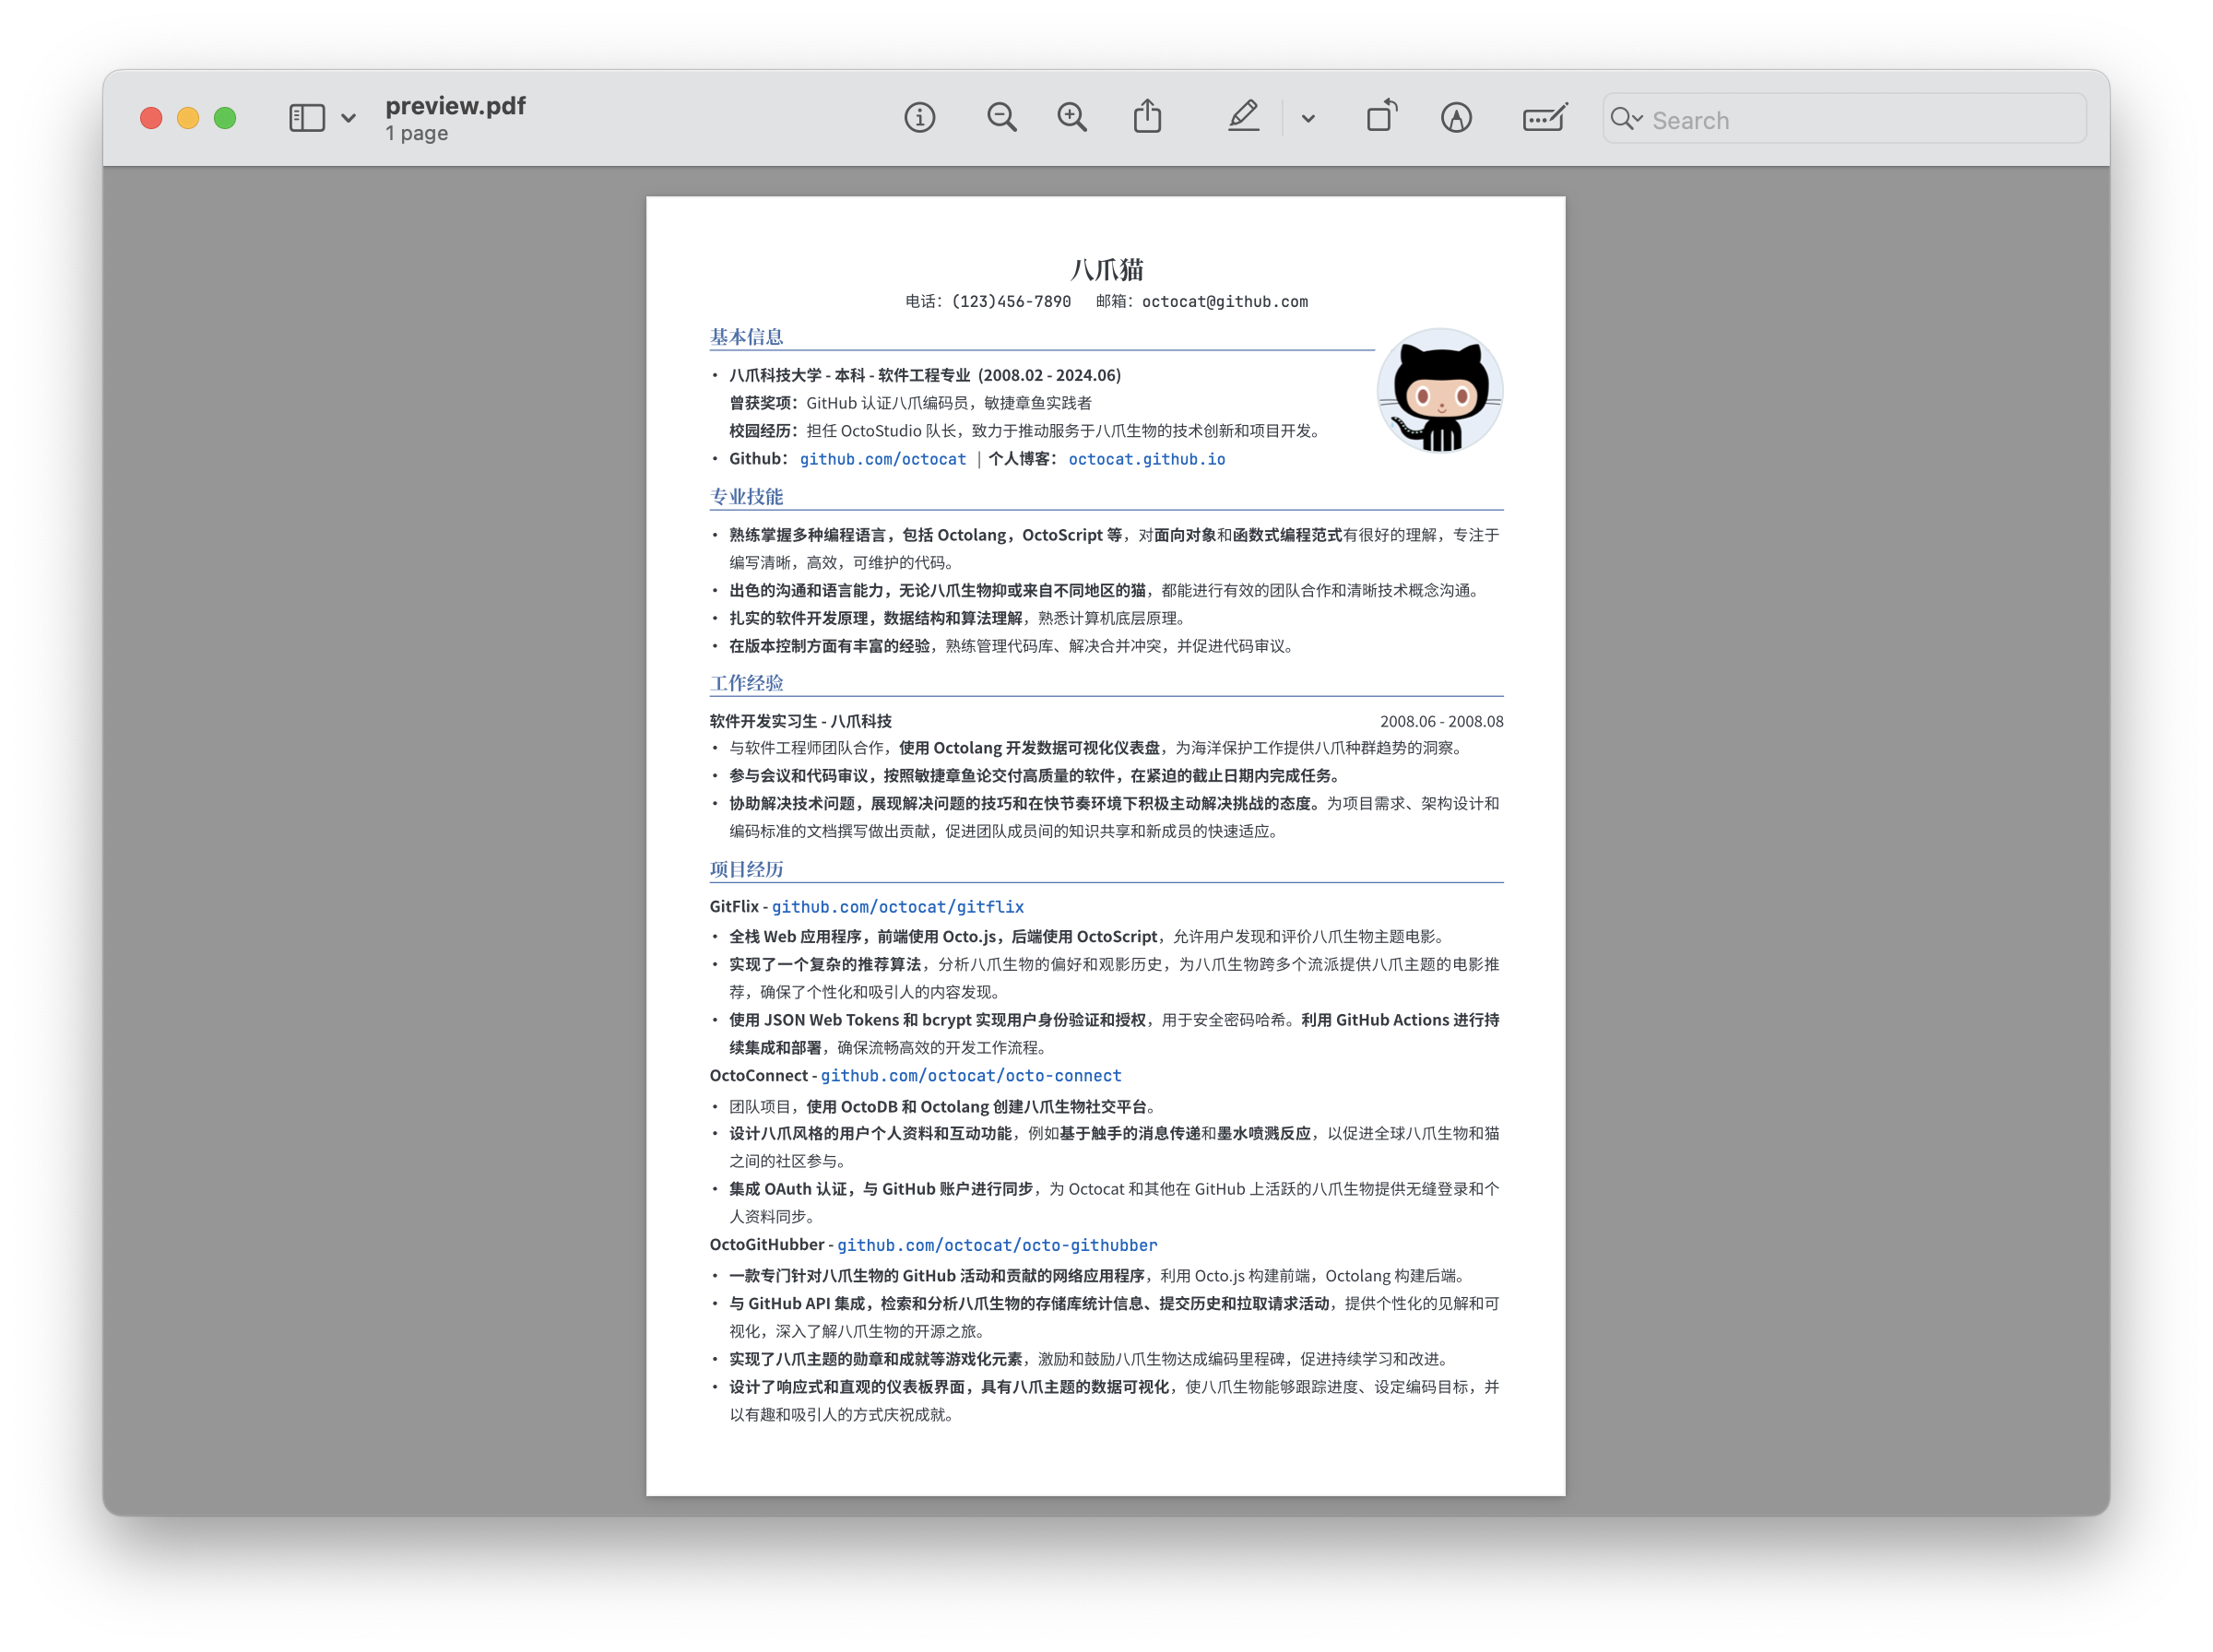 preview.pdf
1 page
Search
八爪猫
电话：(123)456-7890 邮箱：octocat@github.com
基本信息
• 八爪科技大学 - 本科 - 软件工程专业 (2008.02 - 2024.06)
曾获奖项：GitHub 认证八爪编码员，敏捷章鱼实践者
校园经历：担任 OctoStudio 队长，致力于推动服务于八爪生物的技术创新和项目开发。
• Github： github.com/octocat | 个人博客： octocat.github.io
专业技能
• 熟练掌握多种编程语言，包括 Octolang，OctoScript 等，对面向对象和函数式编程范式有很好的理解，专注于
编写清晰，高效，可维护的代码。
• 出色的沟通和语言能力，无论八爪生物抑或来自不同地区的猫，都能进行有效的团队合作和清晰技术概念沟通。
• 扎实的软件开发原理，数据结构和算法理解，熟悉计算机底层原理。
• 在版本控制方面有丰富的经验，熟练管理代码库、解决合并冲突，并促进代码审议。
工作经验
软件开发实习生 - 八爪科技 2008.06 - 2008.08
• 与软件工程师团队合作，使用 Octolang 开发数据可视化仪表盘，为海洋保护工作提供八爪种群趋势的洞察。
• 参与会议和代码审议，按照敏捷章鱼论交付高质量的软件，在紧迫的截止日期内完成任务。
• 协助解决技术问题，展现解决问题的技巧和在快节奏环境下积极主动解决挑战的态度。为项目需求、架构设计和
编码标准的文档撰写做出贡献，促进团队成员间的知识共享和新成员的快速适应。
项目经历
GitFlix - github.com/octocat/gitflix
• 全栈 Web 应用程序，前端使用 Octo.js，后端使用 OctoScript，允许用户发现和评价八爪生物主题电影。
• 实现了一个复杂的推荐算法，分析八爪生物的偏好和观影历史，为八爪生物跨多个流派提供八爪主题的电影推
荐，确保了个性化和吸引人的内容发现。
• 使用 JSON Web Tokens 和 bcrypt 实现用户身份验证和授权，用于安全密码哈希。利用 GitHub Actions 进行持
续集成和部署，确保流畅高效的开发工作流程。
OctoConnect - github.com/octocat/octo-connect
• 团队项目，使用 OctoDB 和 Octolang 创建八爪生物社交平台。
• 设计八爪风格的用户个人资料和互动功能，例如基于触手的消息传递和墨水喷溅反应，以促进全球八爪生物和猫
之间的社区参与。
• 集成 OAuth 认证，与 GitHub 账户进行同步，为 Octocat 和其他在 GitHub 上活跃的八爪生物提供无缝登录和个
人资料同步。
OctoGitHubber - github.com/octocat/octo-githubber
• 一款专门针对八爪生物的 GitHub 活动和贡献的网络应用程序，利用 Octo.js 构建前端，Octolang 构建后端。
• 与 GitHub API 集成，检索和分析八爪生物的存储库统计信息、提交历史和拉取请求活动，提供个性化的见解和可
视化，深入了解八爪生物的开源之旅。
• 实现了八爪主题的勋章和成就等游戏化元素，激励和鼓励八爪生物达成编码里程碑，促进持续学习和改进。
• 设计了响应式和直观的仪表板界面，具有八爪主题的数据可视化，使八爪生物能够跟踪进度、设定编码目标，并
以有趣和吸引人的方式庆祝成就。